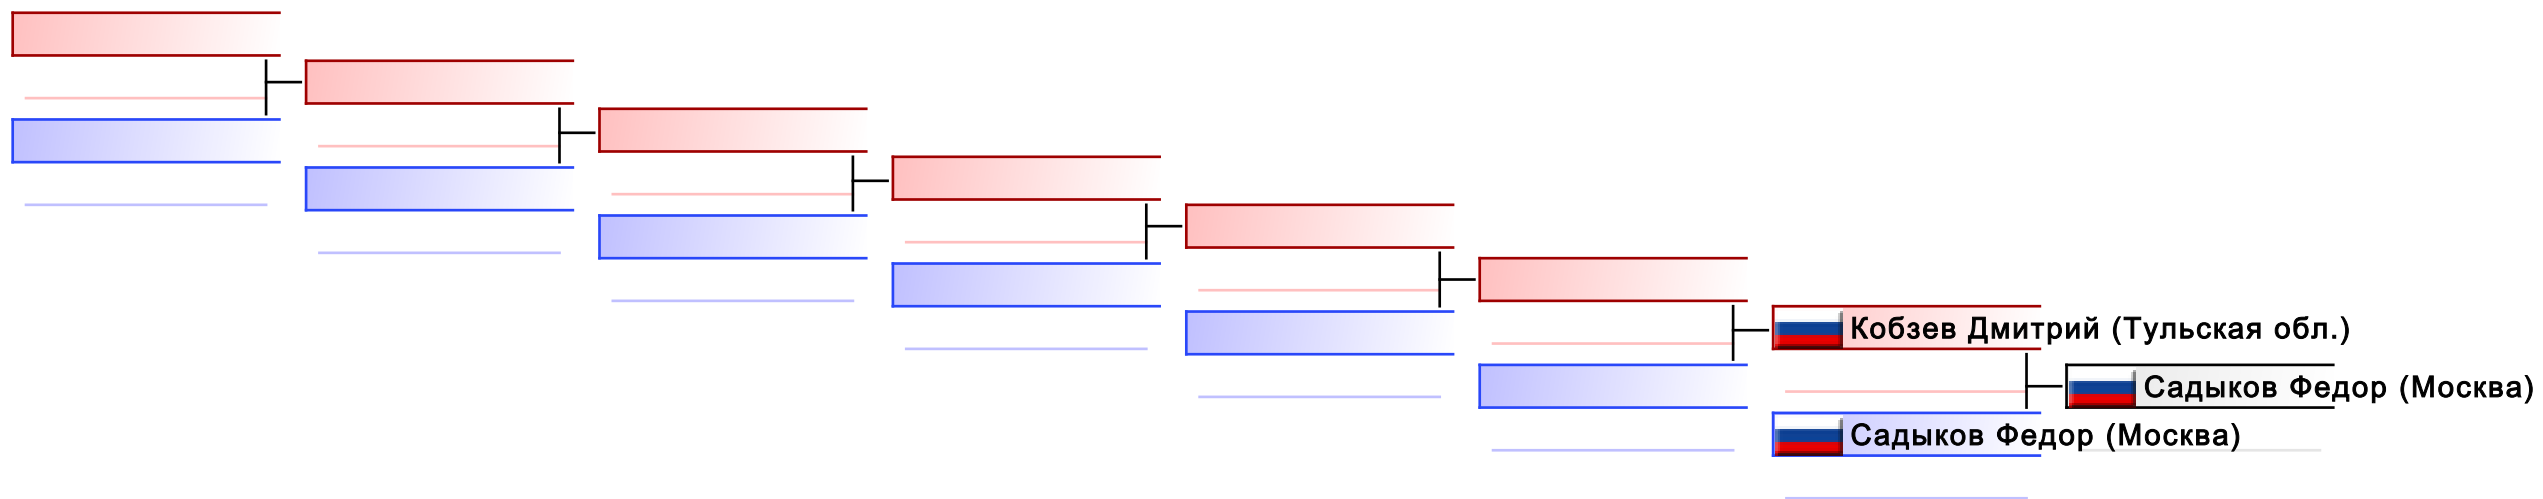 Кобзев Дмитрий (Тульская обл.)
Садыков Федор (Москва)
Садыков Федор (Москва)